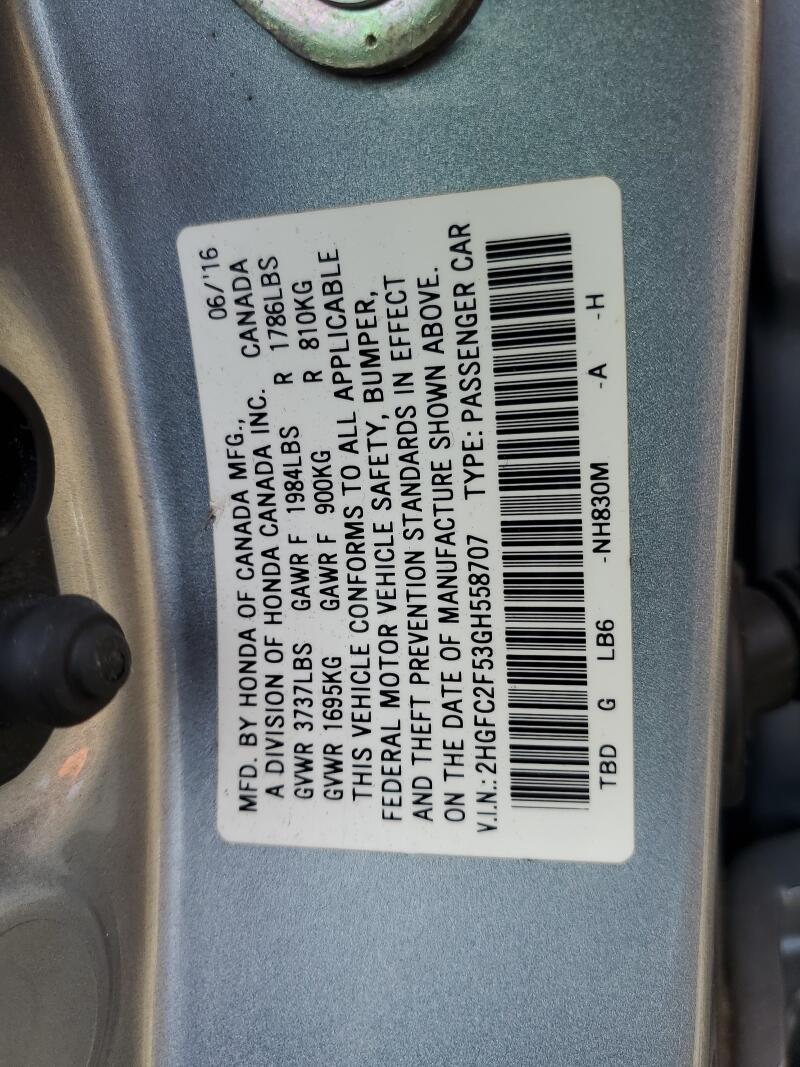 MFD. BY HONDA OF CANADA MFG., 06/'16
A DIVISION OF HONDA CANADA INC. CANADA
GVWR 3737LBS GAWR F 1984LBS R 1786LBS
GVWR 1695KG GAWR F 900KG R 810KG
THIS VEHICLE CONFORMS TO ALL APPLICABLE
FEDERAL MOTOR VEHICLE SAFETY, BUMPER,
AND THEFT PREVENTION STANDARDS IN EFFECT
ON THE DATE OF MANUFACTURE SHOWN ABOVE.
V.I.N.: 2HGFC2F53GH558707 TYPE: PASSENGER CAR
TBD G LB6 -NH830M -A -H